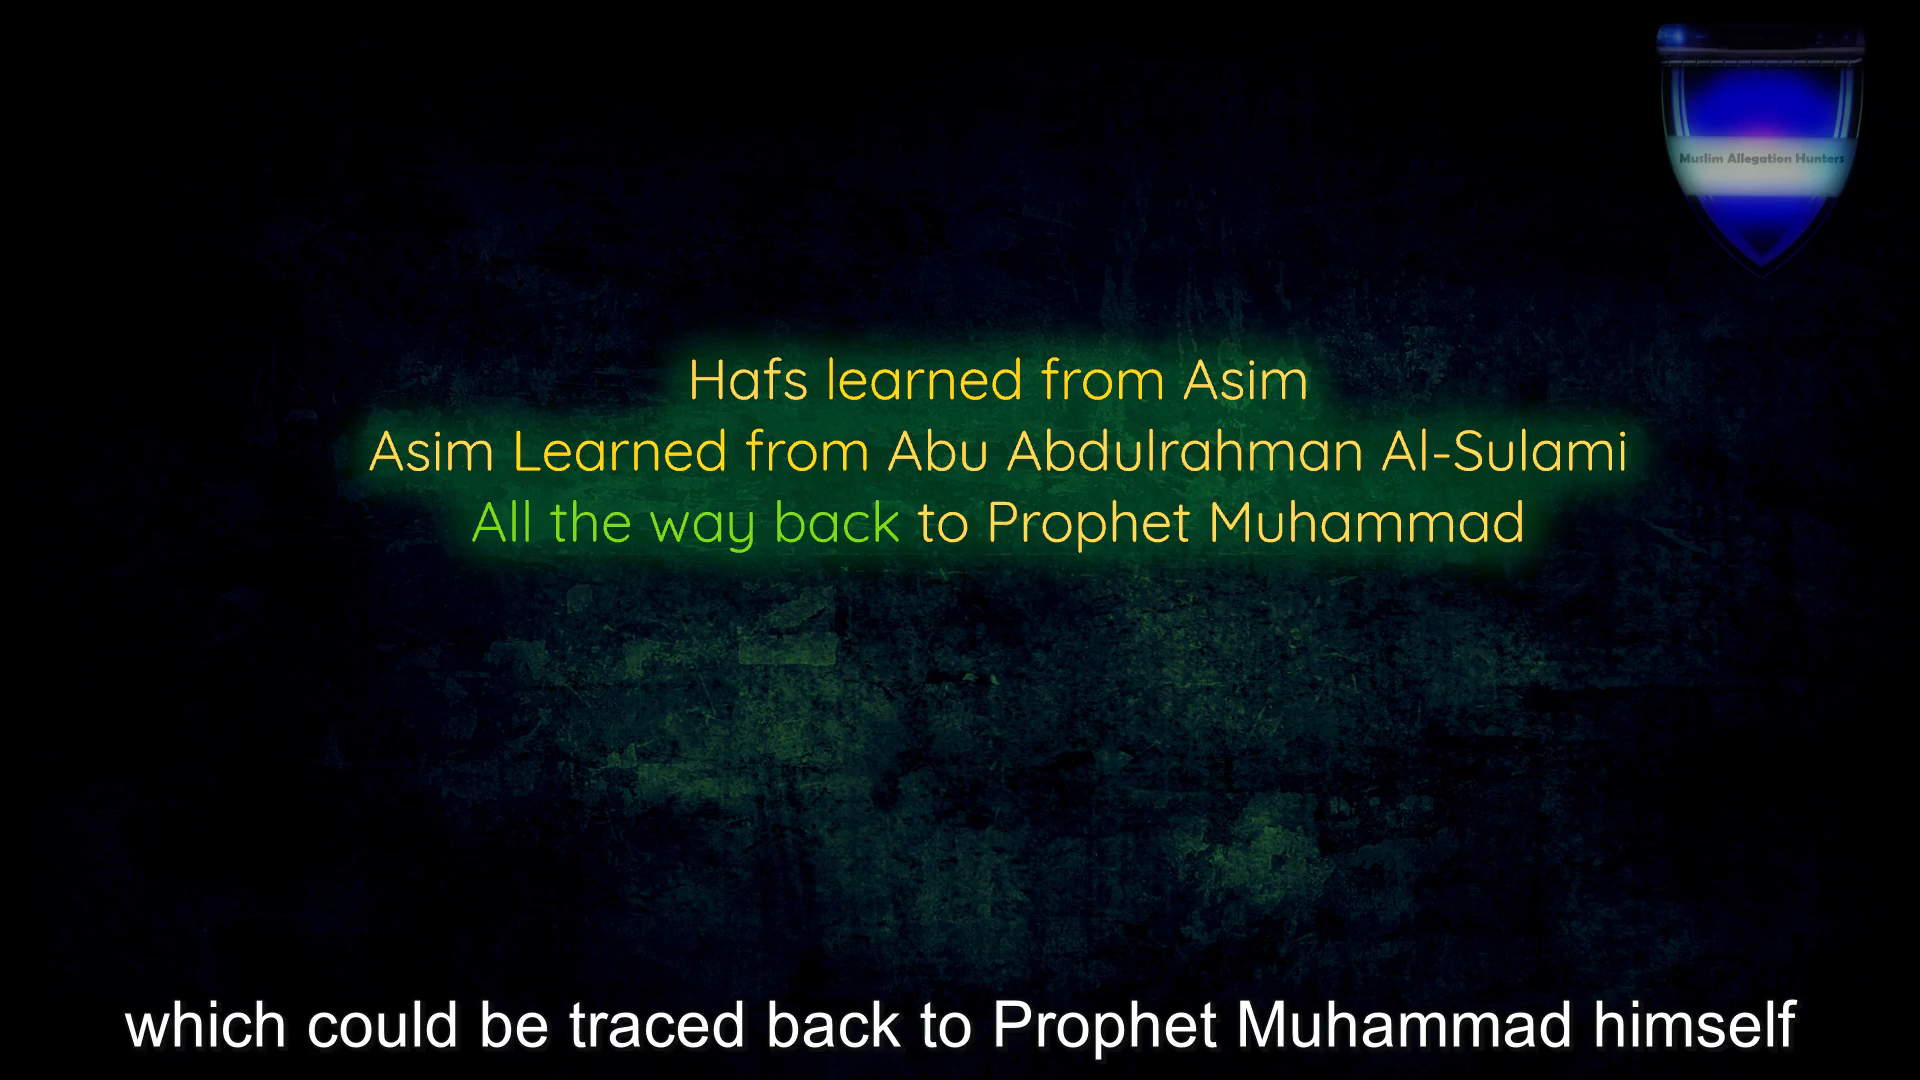 Muslim Allegation Hunters
Hafs learned from Asim
Asim Learned from Abu Abdulrahman Al-Sulami
All the way back to Prophet Muhammad
which could be traced back to Prophet Muhammad himself